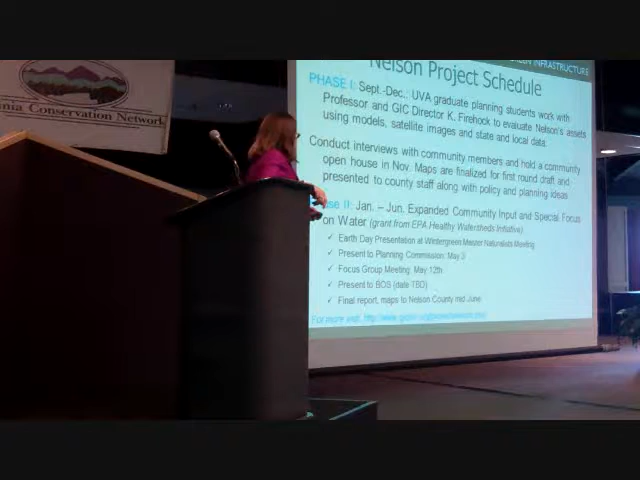 inia Conservation Network
EN INFRASTRUCTURE
Nelson Project Schedule
PHASE I: Sept.-Dec., UVA graduate planning students work with
Professor and GIC Director K. Firehock to evaluate Nelson's assets
using models, satellite images and state and local data.
Conduct interviews with community members and hold a community
open house in Nov. Maps are finalized for first round draft and
presented to county staff along with policy and planning ideas
se II: Jan. – Jun. Expanded Community Input and Special Focus
on Water (grant from EPA Healthy Watersheds Initiative)
✓ Earth Day Presentation at Wintergreen Master Naturalists Meeting
✓ Present to Planning Commission: May 3
✓ Focus Group Meeting: May 12th
✓ Present to BOS (date TBD)
✓ Final report, maps to Nelson County mid June
For more visit: